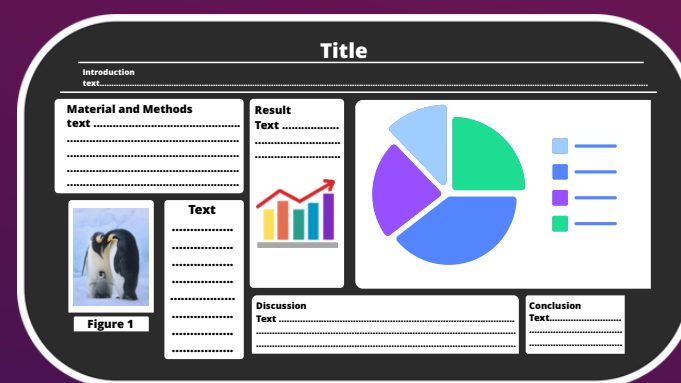 Title
Introduction
text....................................................................................................
Material and Methods
text ........................................
........................................
........................................
........................................
........................................
Result
Text ................
........................
........................
Text
.................
.................
.................
.................
.................
.................
.................
.................
Figure 1
Discussion
Text ............................................................
............................................................
............................................................
Conclusion
Text.......................
..............................
..............................